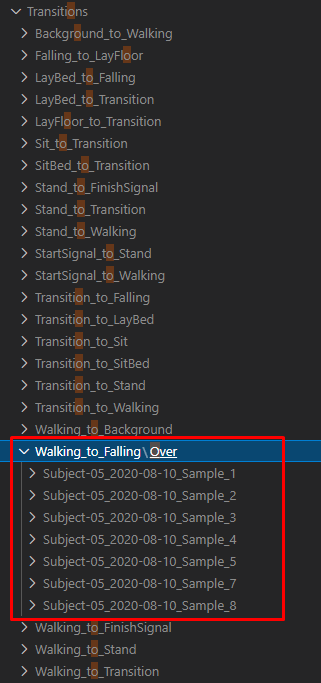 Transitions
Background_to_Walking
Falling_to_LayFloor
LayBed_to_Falling
LayBed_to_Transition
LayFloor_to_Transition
Sit_to_Transition
SitBed_to_Transition
Stand_to_FinishSignal
Stand_to_Transition
Stand_to_Walking
StartSignal_to_Stand
StartSignal_to_Walking
Transition_to_Falling
Transition_to_LayBed
Transition_to_Sit
Transition_to_SitBed
Transition_to_Stand
Transition_to_Walking
Walking_to_Background
Walking_to_Falling\Over
Subject-05_2020-08-10_Sample_1
Subject-05_2020-08-10_Sample_2
Subject-05_2020-08-10_Sample_3
Subject-05_2020-08-10_Sample_4
Subject-05_2020-08-10_Sample_5
Subject-05_2020-08-10_Sample_7
Subject-05_2020-08-10_Sample_8
Walking_to_FinishSignal
Walking_to_Stand
Walking_to_Transition